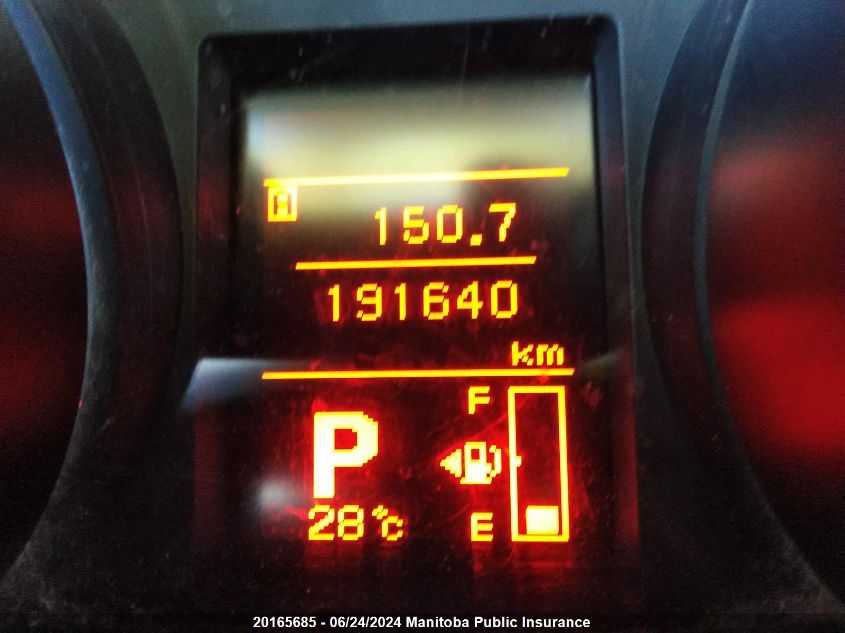 A 150.7
191640
km
F
P
28°C E
20165685 - 06/24/2024 Manitoba Public Insurance